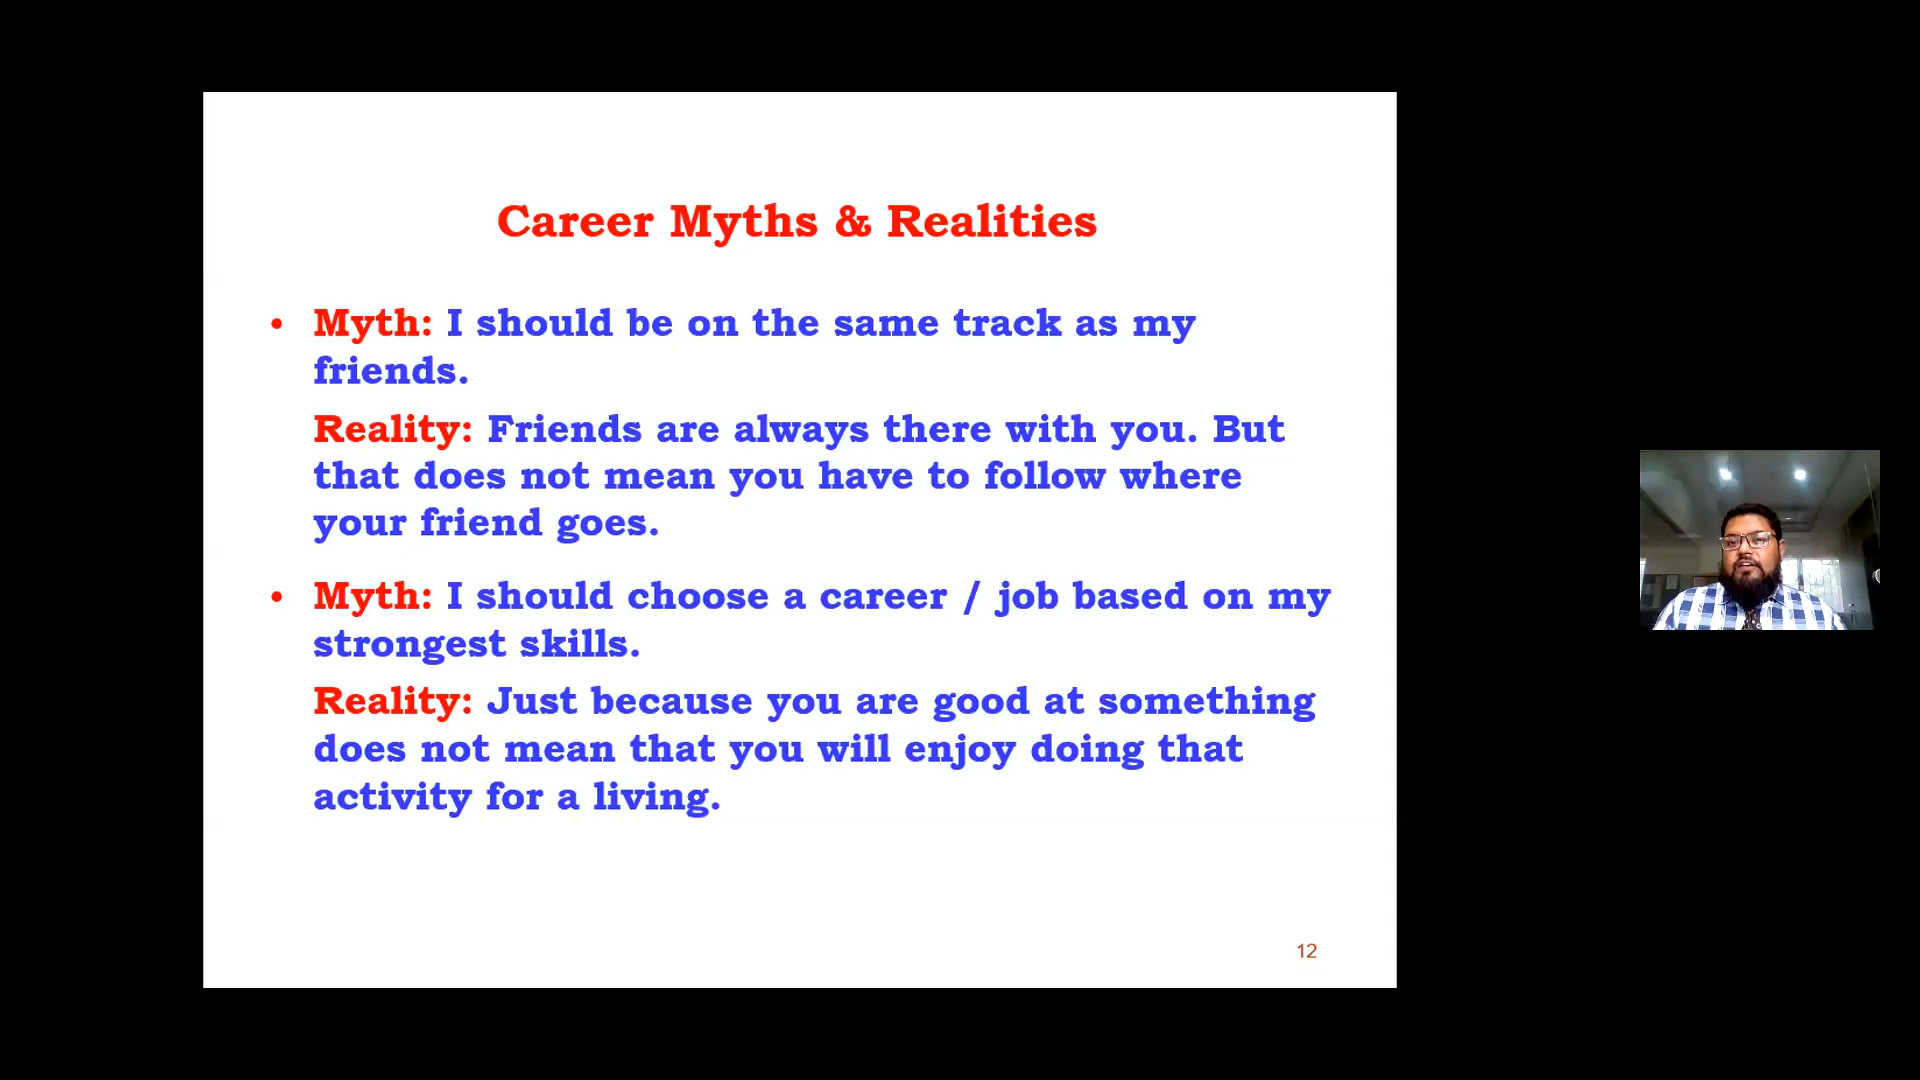 Career Myths & Realities
• Myth: I should be on the same track as my
friends.
Reality: Friends are always there with you. But
that does not mean you have to follow where
your friend goes.
• Myth: I should choose a career / job based on my
strongest skills.
Reality: Just because you are good at something
does not mean that you will enjoy doing that
activity for a living.
12